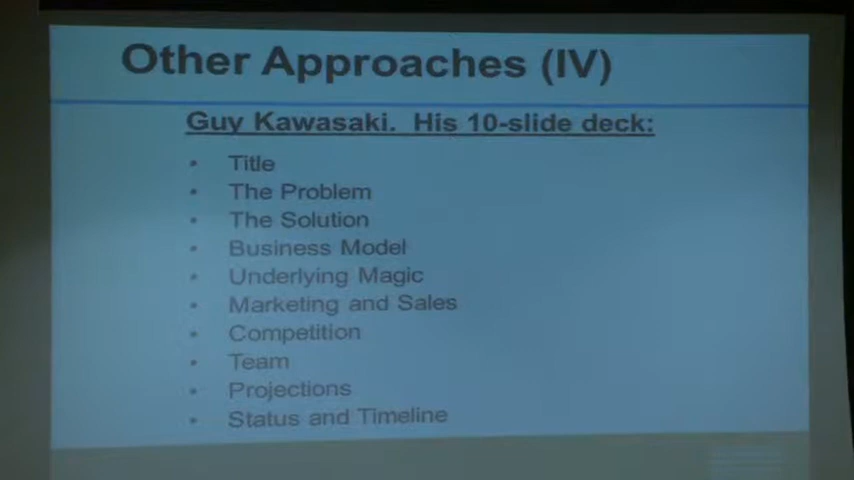 Other Approaches (IV)
Guy Kawasaki. His 10-slide deck:
• Title
• The Problem
• The Solution
• Business Model
• Underlying Magic
• Marketing and Sales
• Competition
• Team
• Projections
• Status and Timeline